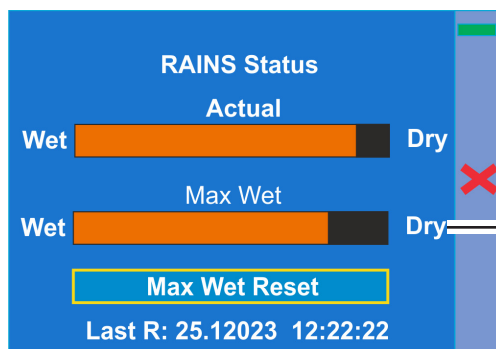 RAINS Status
Actual
Wet Dry
Max Wet
Wet Dry
Max Wet Reset
Last R: 25.12023 12:22:22